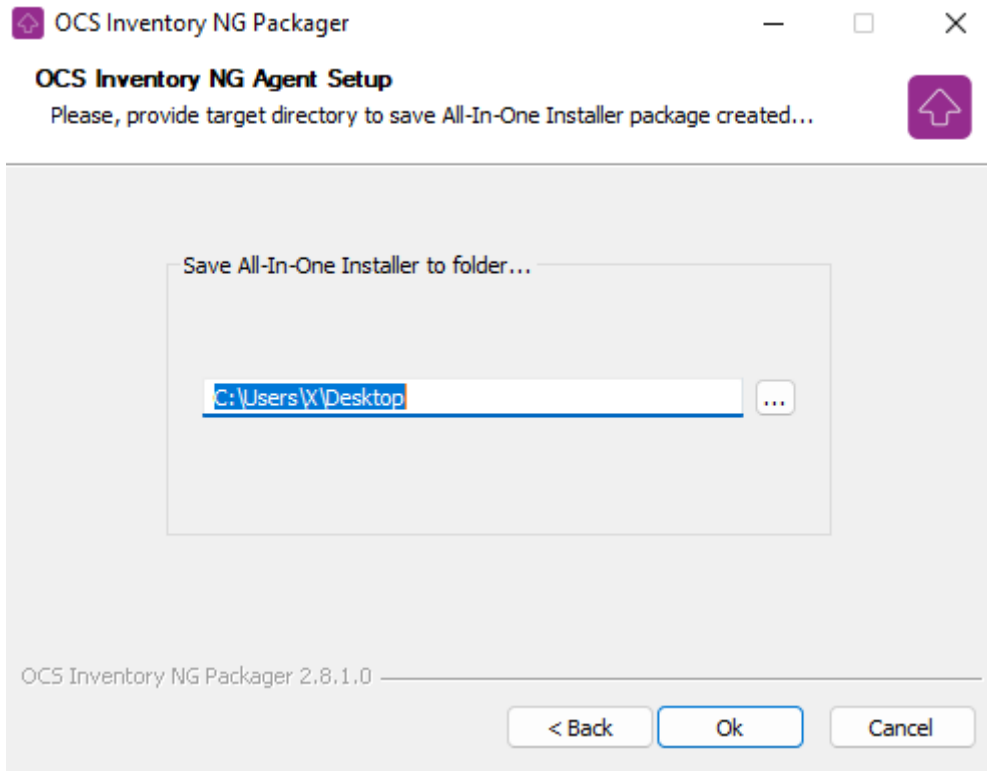 OCS Inventory NG Packager
OCS Inventory NG Agent Setup
Please, provide target directory to save All-In-One Installer package created...
Save All-In-One Installer to folder...
C:\Users\X\Desktop
...
OCS Inventory NG Packager 2.8.1.0
< Back
Ok
Cancel